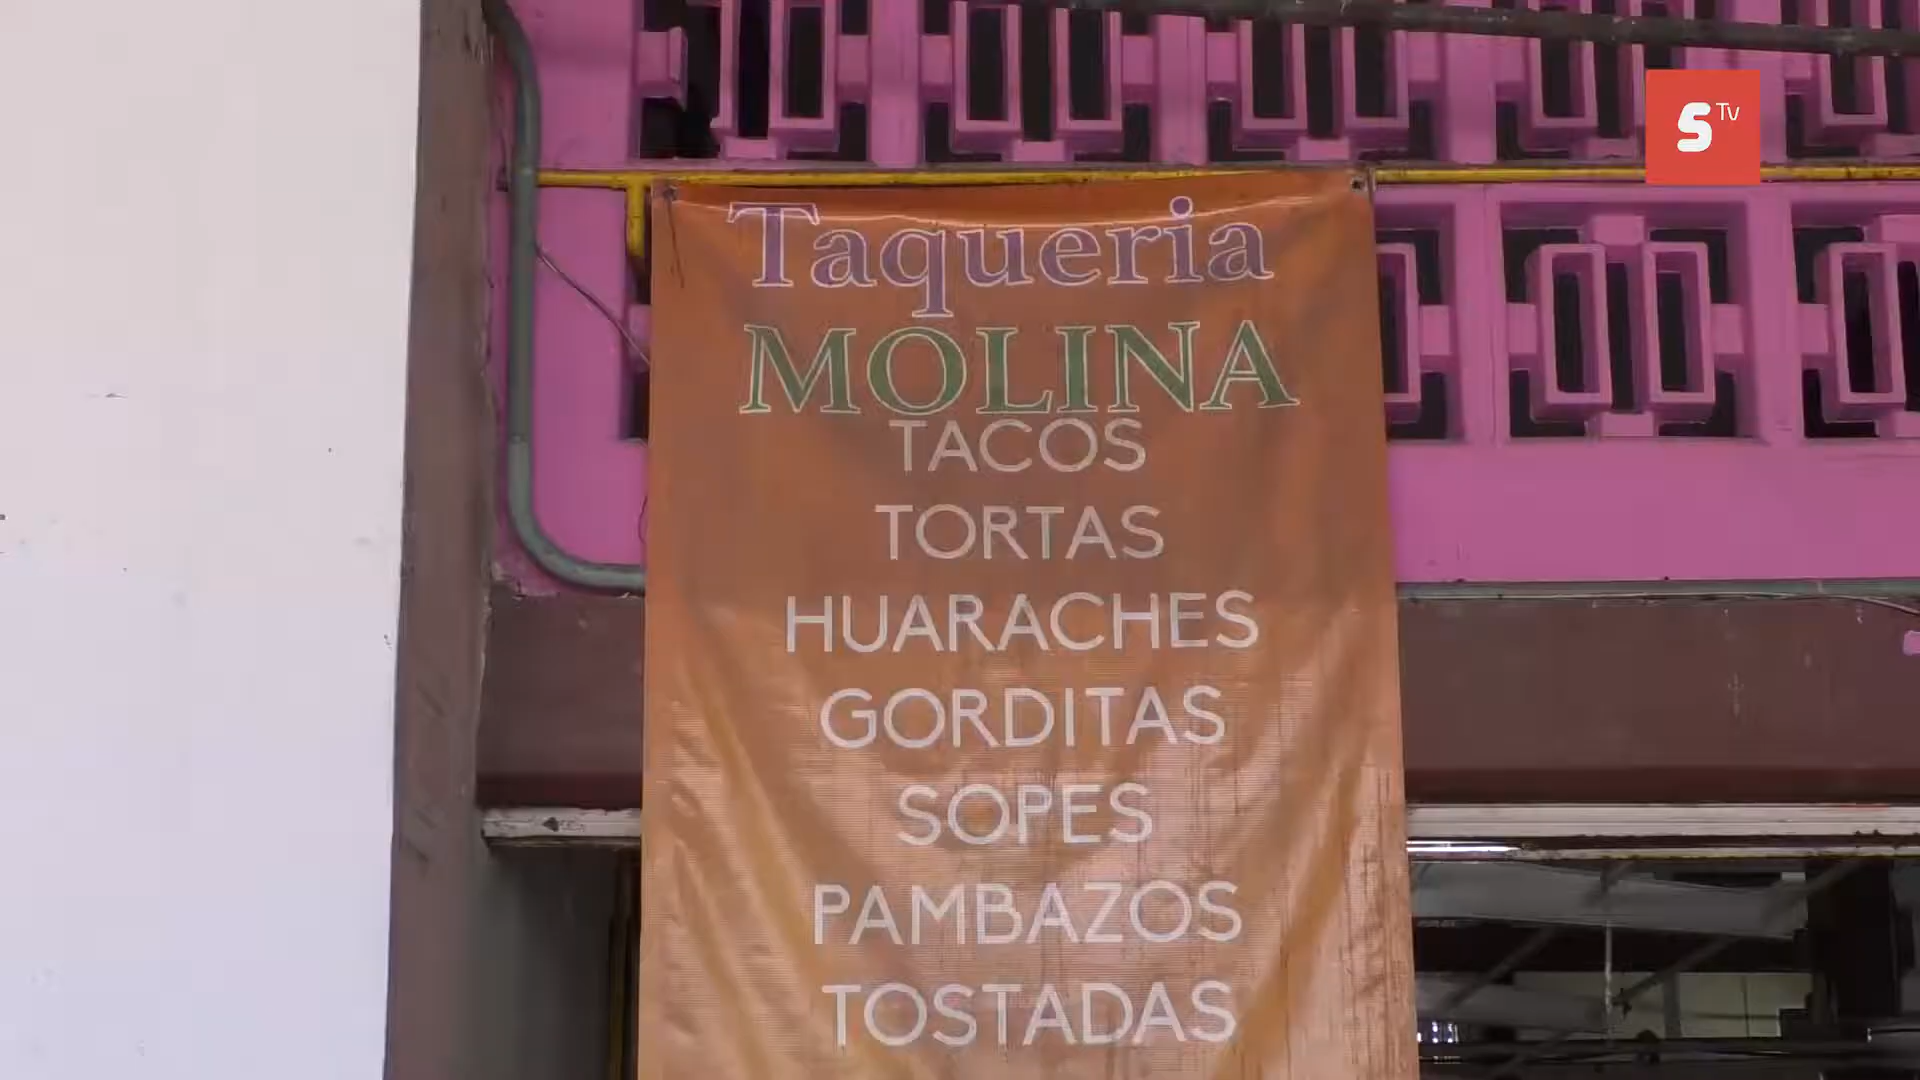 S Tv
Taqueria
MOLINA
TACOS
TORTAS
HUARACHES
GORDITAS
SOPES
PAMBAZOS
TOSTADAS